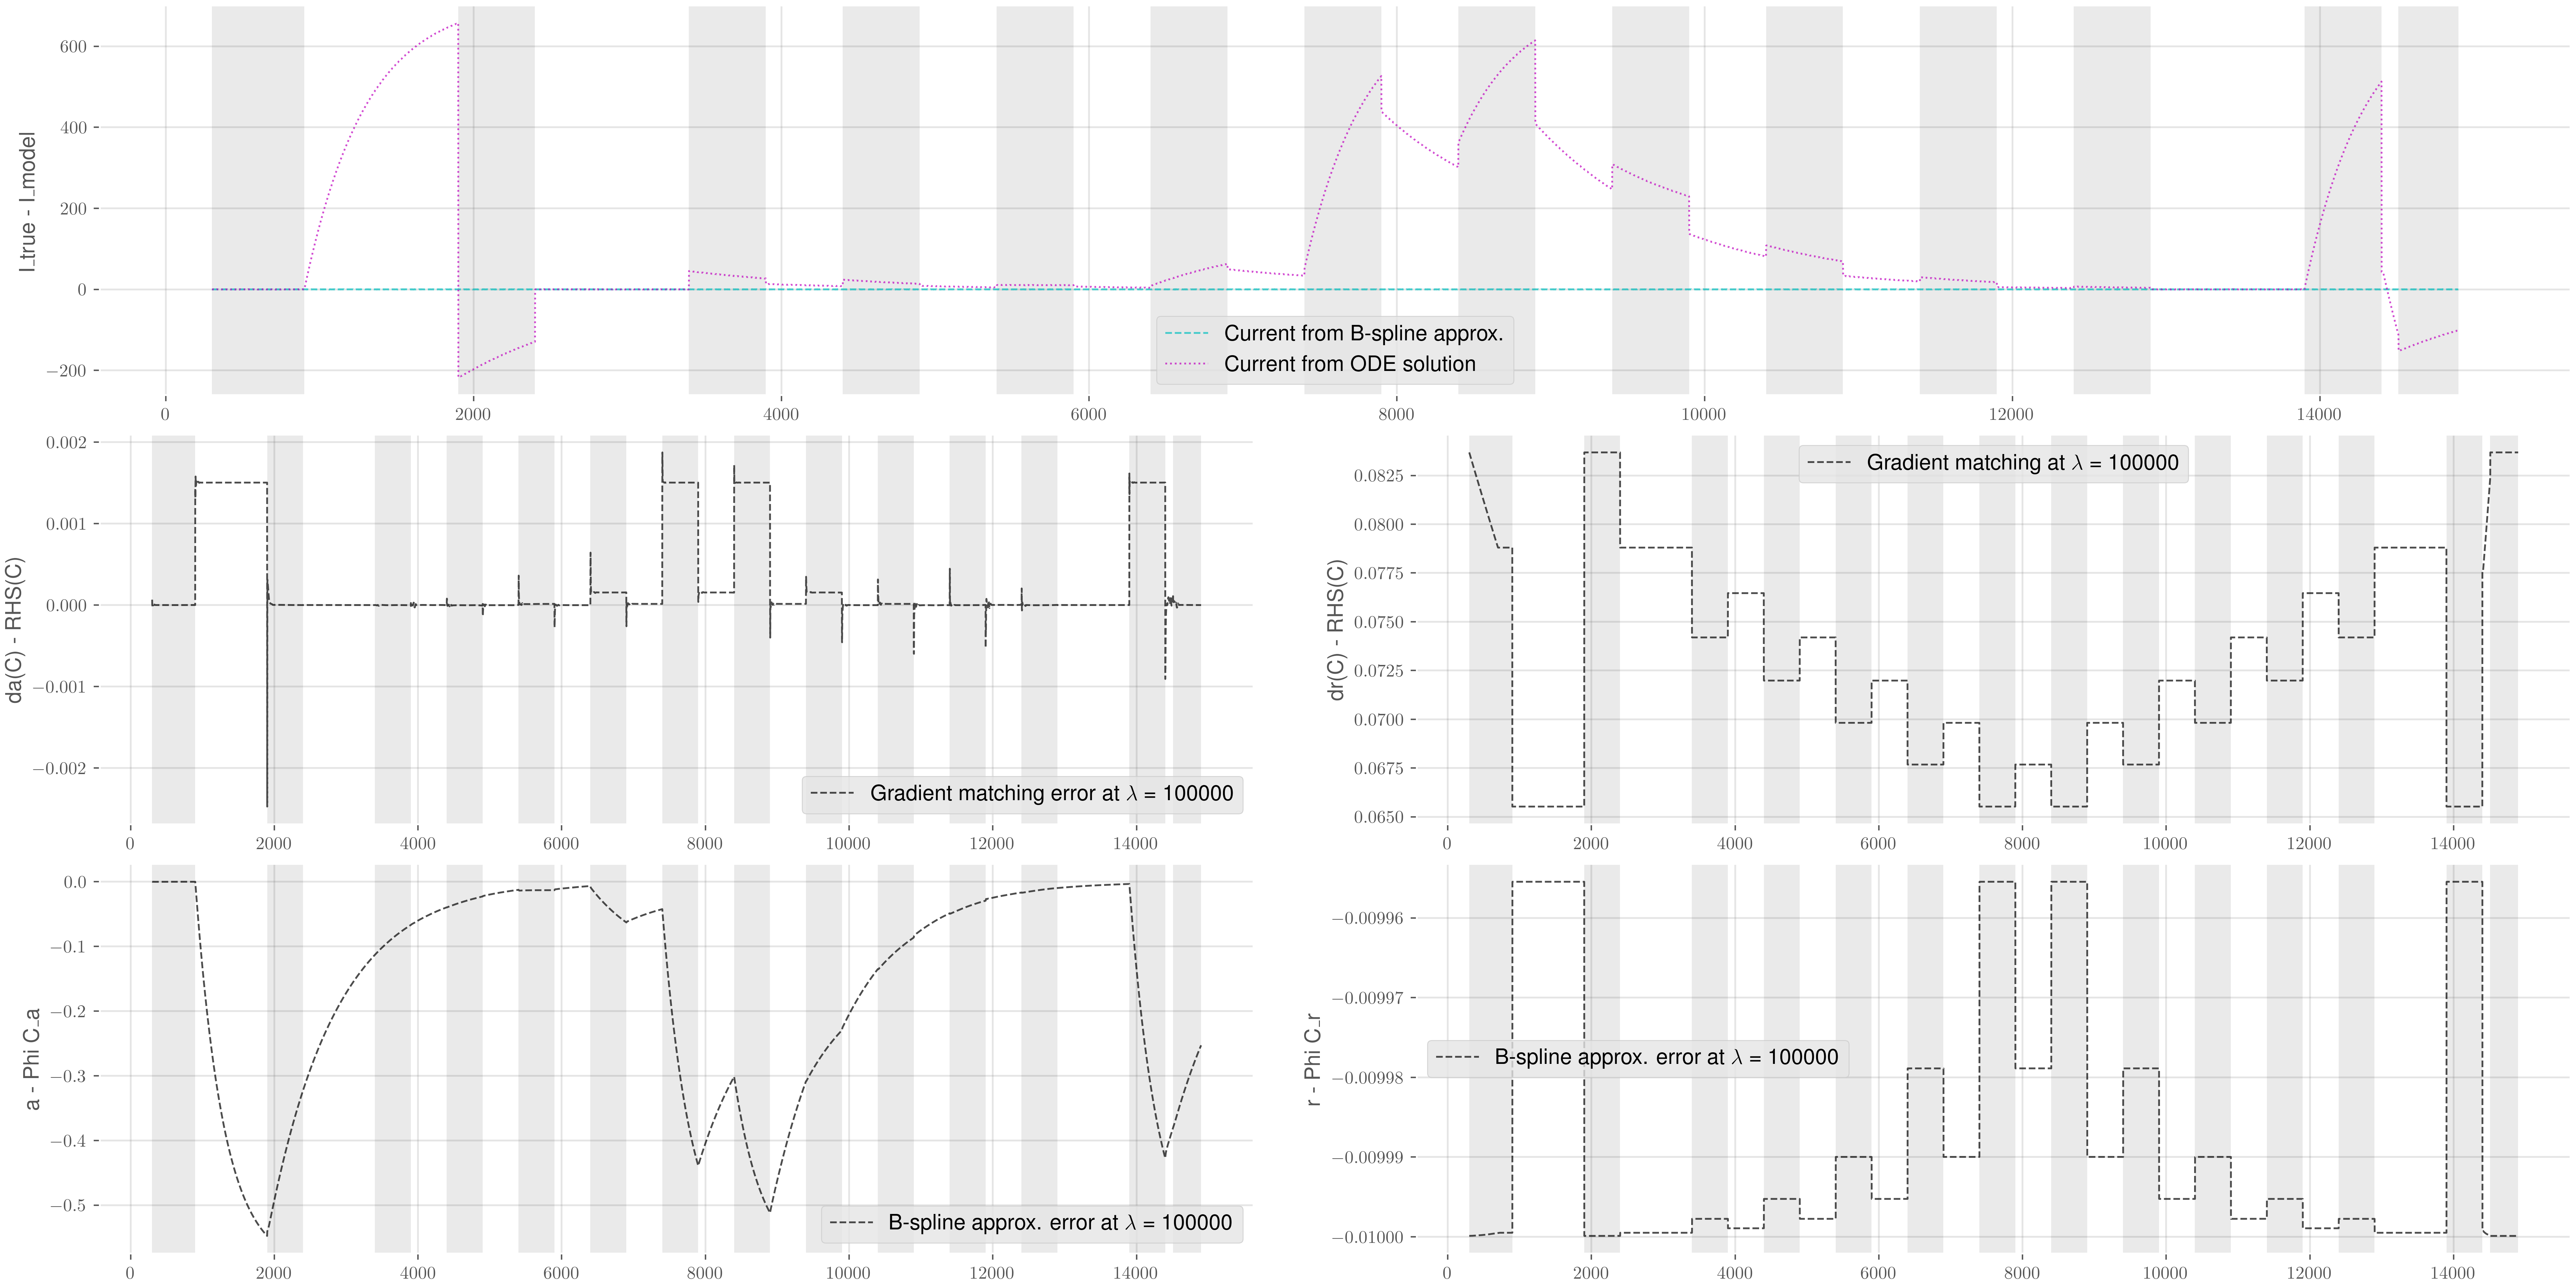 I_true - I_model
600
400
200
0
−200
Current from B-spline approx.
Current from ODE solution
0 2000 4000 6000 8000 10000 12000 14000
da(C) - RHS(C)
0.002
0.001
0.000
−0.001
−0.002
Gradient matching error at λ = 100000
0 2000 4000 6000 8000 10000 12000 14000
dr(C) - RHS(C)
0.0825
0.0800
0.0775
0.0750
0.0725
0.0700
0.0675
0.0650
Gradient matching at λ = 100000
0 2000 4000 6000 8000 10000 12000 14000
a - Phi C_a
0.0
−0.1
−0.2
−0.3
−0.4
−0.5
B-spline approx. error at λ = 100000
0 2000 4000 6000 8000 10000 12000 14000
r - Phi C_r
−0.00996
−0.00997
−0.00998
−0.00999
−0.01000
B-spline approx. error at λ = 100000
0 2000 4000 6000 8000 10000 12000 14000